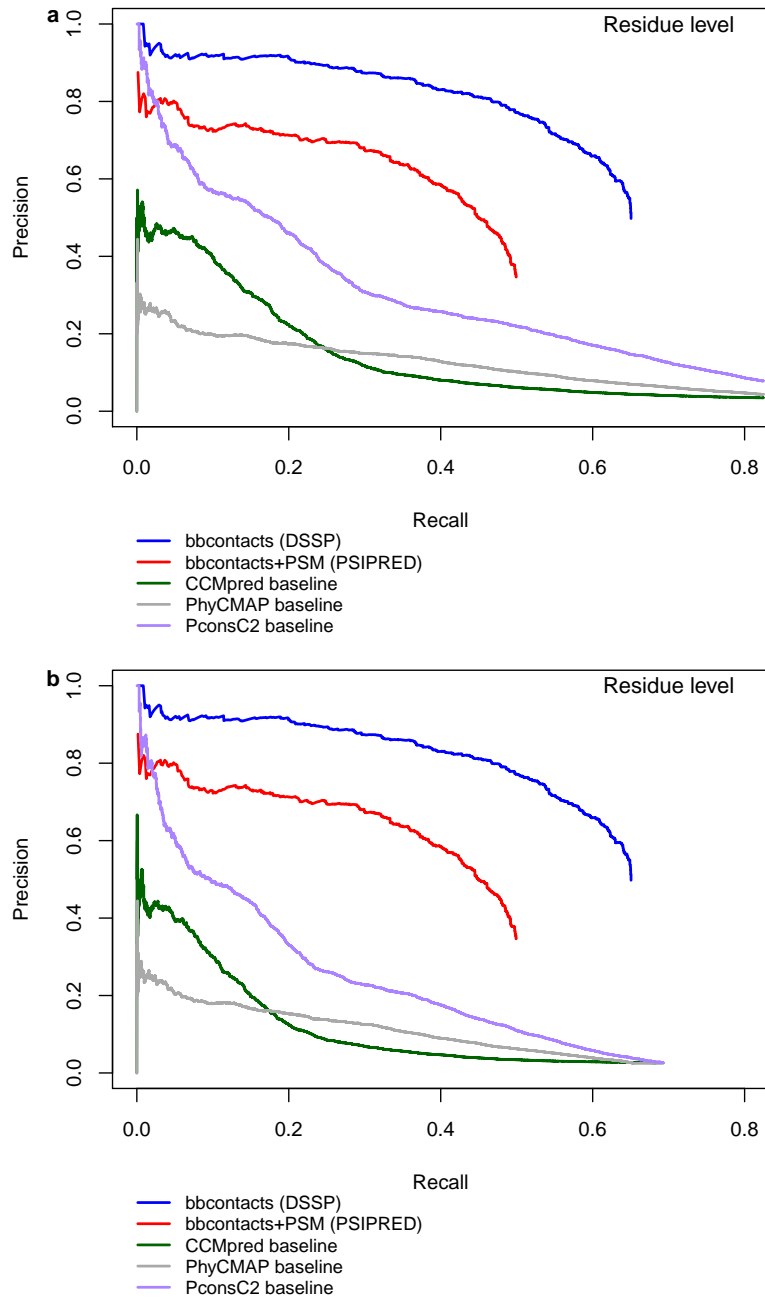 a
Residue level
Precision
0.0
0.2
0.4
0.6
0.8
1.0
0.0 0.2 0.4 0.6 0.8
Recall
bbcontacts (DSSP)
bbcontacts+PSM (PSIPRED)
CCMpred baseline
PhyCMAP baseline
PconsC2 baseline
b
Residue level
Precision
0.0
0.2
0.4
0.6
0.8
1.0
0.0 0.2 0.4 0.6 0.8
Recall
bbcontacts (DSSP)
bbcontacts+PSM (PSIPRED)
CCMpred baseline
PhyCMAP baseline
PconsC2 baseline